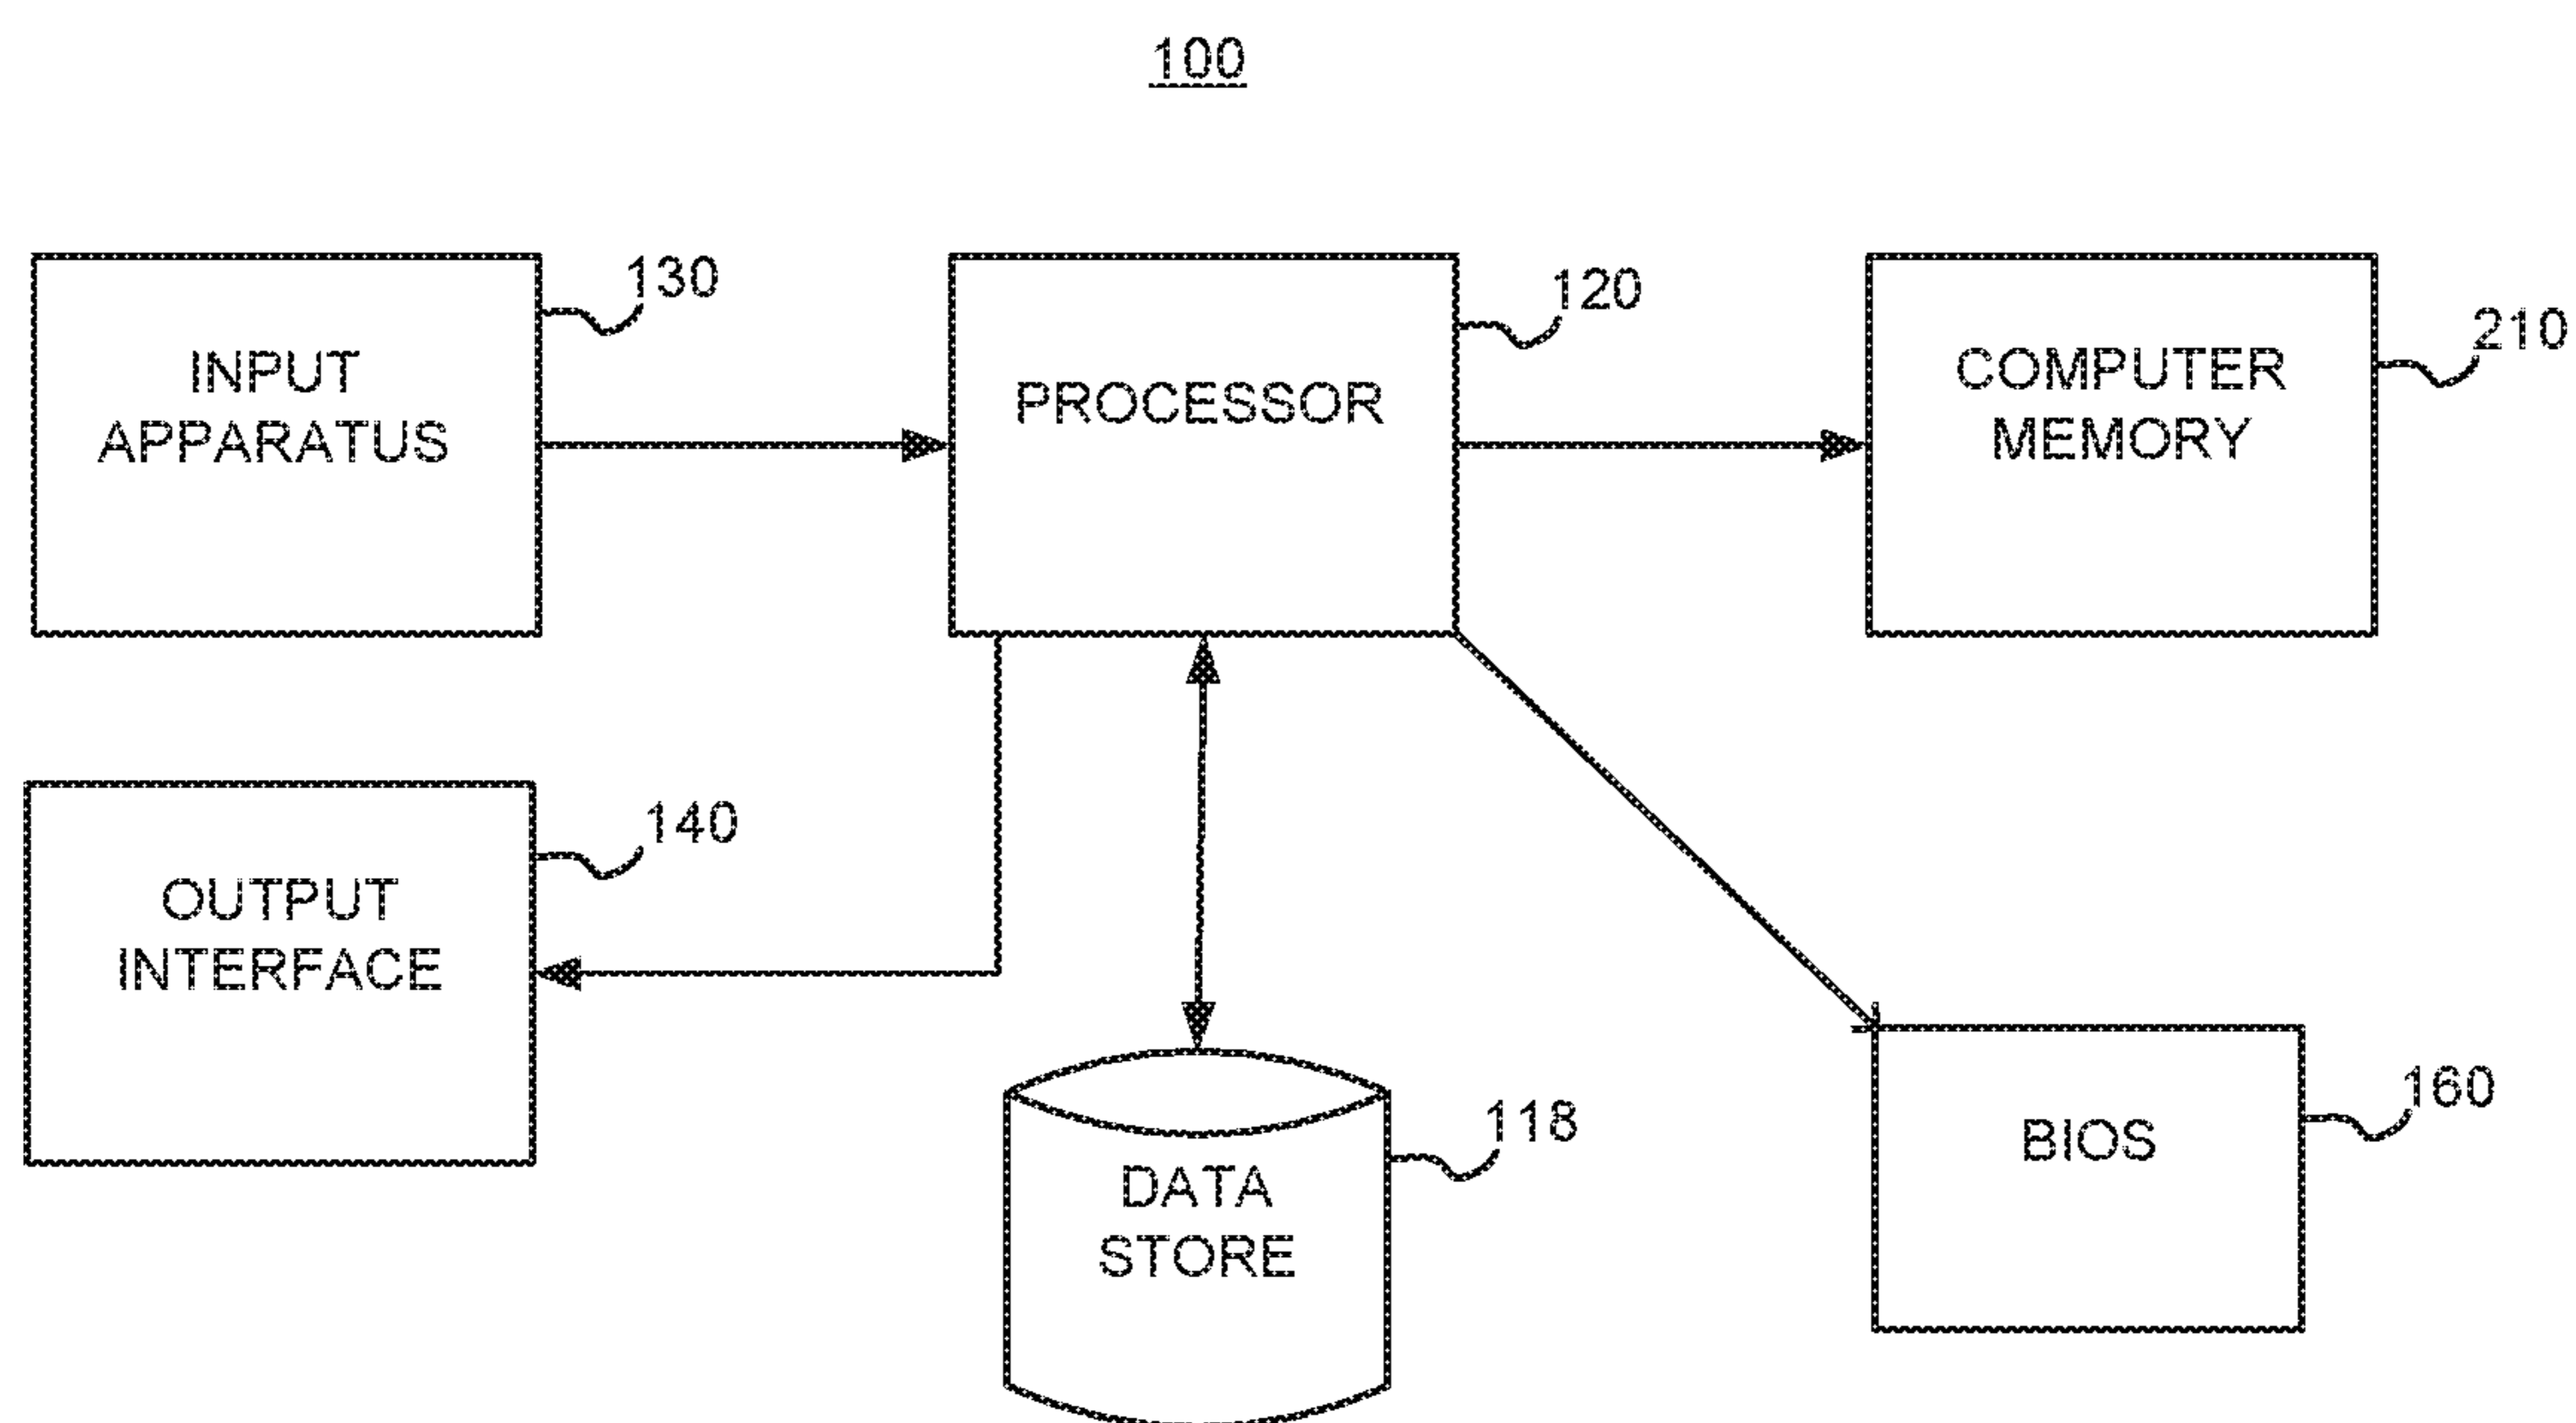 100
INPUT
APPARATUS
130
PROCESSOR
120
COMPUTER
MEMORY
210
OUTPUT
INTERFACE
140
DATA
STORE
118
BIOS
160